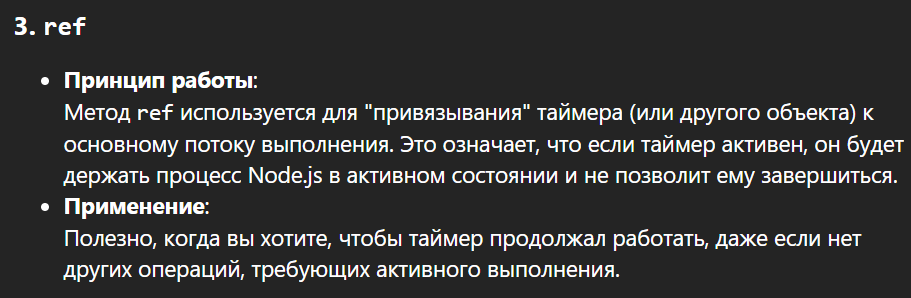 3. ref
• Принцип работы:
Метод ref используется для "привязывания" таймера (или другого объекта) к
основному потоку выполнения. Это означает, что если таймер активен, он будет
держать процесс Node.js в активном состоянии и не позволит ему завершиться.
• Применение:
Полезно, когда вы хотите, чтобы таймер продолжал работать, даже если нет
других операций, требующих активного выполнения.